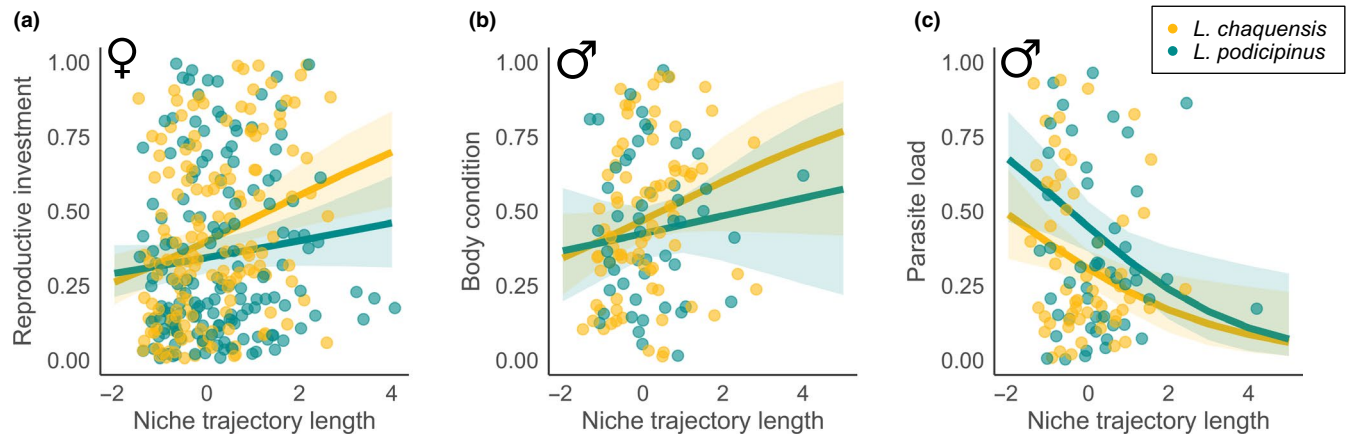 (a)
♀
Reproductive investment
1.00
0.75
0.50
0.25
0.00
−2
0
2
4
Niche trajectory length
(b)
♂
Body condition
1.00
0.75
0.50
0.25
0.00
−2
0
2
4
Niche trajectory length
(c)
♂
Parasite load
1.00
0.75
0.50
0.25
0.00
−2
0
2
4
Niche trajectory length
L. chaquensis
L. podicipinus